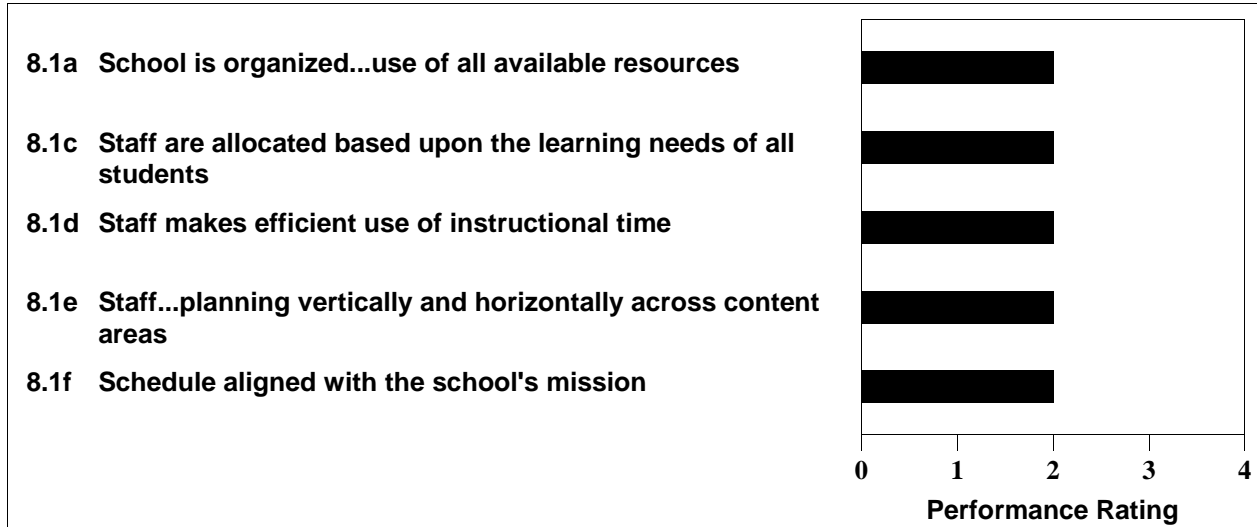 8.1a School is organized...use of all available resources
8.1c Staff are allocated based upon the learning needs of all
students
8.1d Staff makes efficient use of instructional time
8.1e Staff...planning vertically and horizontally across content
areas
8.1f Schedule aligned with the school's mission
0 1 2 3 4
Performance Rating